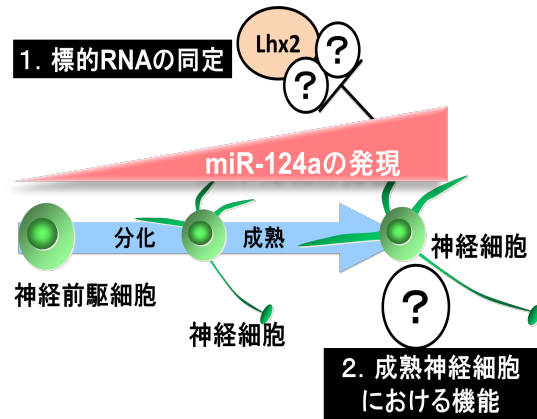 Lhx2
?
?
1. 標的RNAの同定
miR-124aの発現
分化
成熟
神経細胞
神経前駆細胞
神経細胞
?
2. 成熟神経細胞
における機能